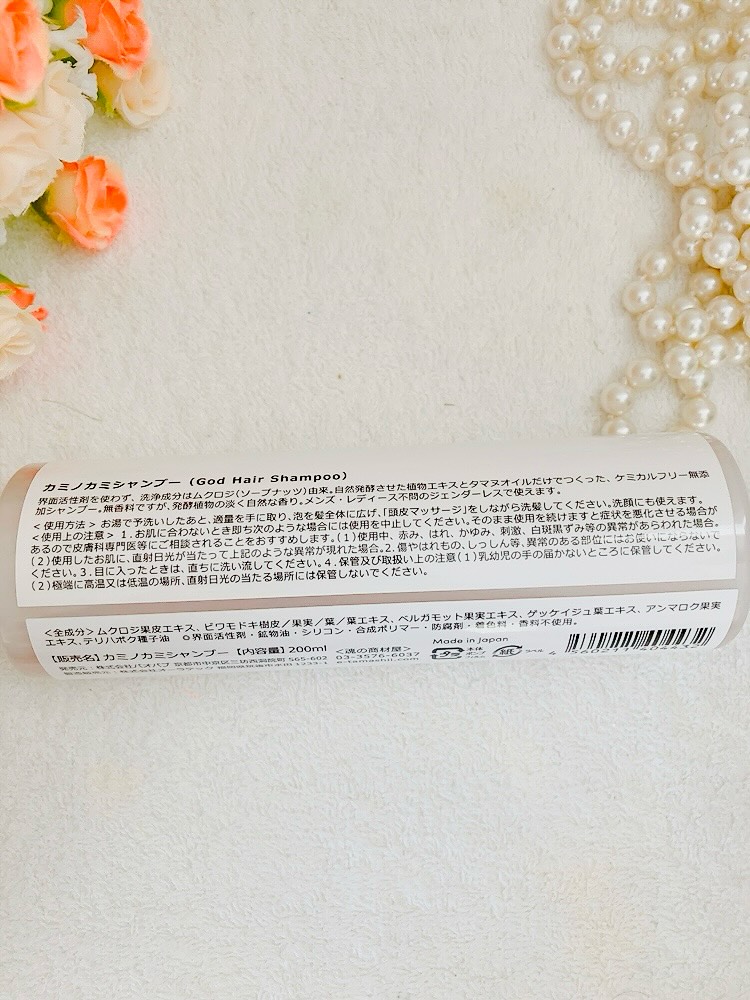 カミノカミシャンプー (God Hair Shampoo)
界面活性剤を使わず、洗浄成分はムクロジ(ソープナッツ)由来。自然発酵させた植物エキスとタマヌオイルだけでつくった、ケミカルフリー無添
加シャンプー。無香料ですが、発酵植物の淡く自然な香り。メンズ・レディース不問のジェンダーレスで使えます。
<使用方法> お湯で予洗いしたあと、適量を手に取り、泡を髪全体に広げ、「頭皮マッサージ」をしながら洗髪してください。洗顔にも使えます。
<使用上の注意> 1.お肌に合わないとき即ち次のような場合には使用を中止してください。そのまま使用を続けますと症状を悪化させる場合が
あるので皮膚科専門医等にご相談されることをおすすめします。(1)使用中、赤み、はれ、かゆみ、刺激、白斑黒ずみ等の異常があらわれた場合。
(2)使用したお肌に、直射日光が当たって上記のような異常が現れた場合。2.傷やはれもの、しっしん等、異常のある部位にはお使いにならないで
ください。3.目に入ったときは、直ちに洗い流してください。4.保管及び取扱い上の注意(1)乳幼児の手の届かないところに保管してください。
(2)極端に高温又は低温の場所、直射日光の当たる場所には保管しないでください。
<全成分> ムクロジ果皮エキス、ビワモドキ樹皮/果実/葉/葉エキス、ベルガモット果実エキス、ゲッケイジュ葉エキス、アンマロク果実
エキス、テリハボク種子油 o界面活性剤・鉱物油・シリコン・合成ポリマー・防腐剤・着色料・香料不使用。
【販売名】カミノカミシャンプー 【内容量】200ml
<魂の商材屋>
03-3576-6037
e-tamashii.com
Made in Japan
本体
ポンプ
紙
ラベル